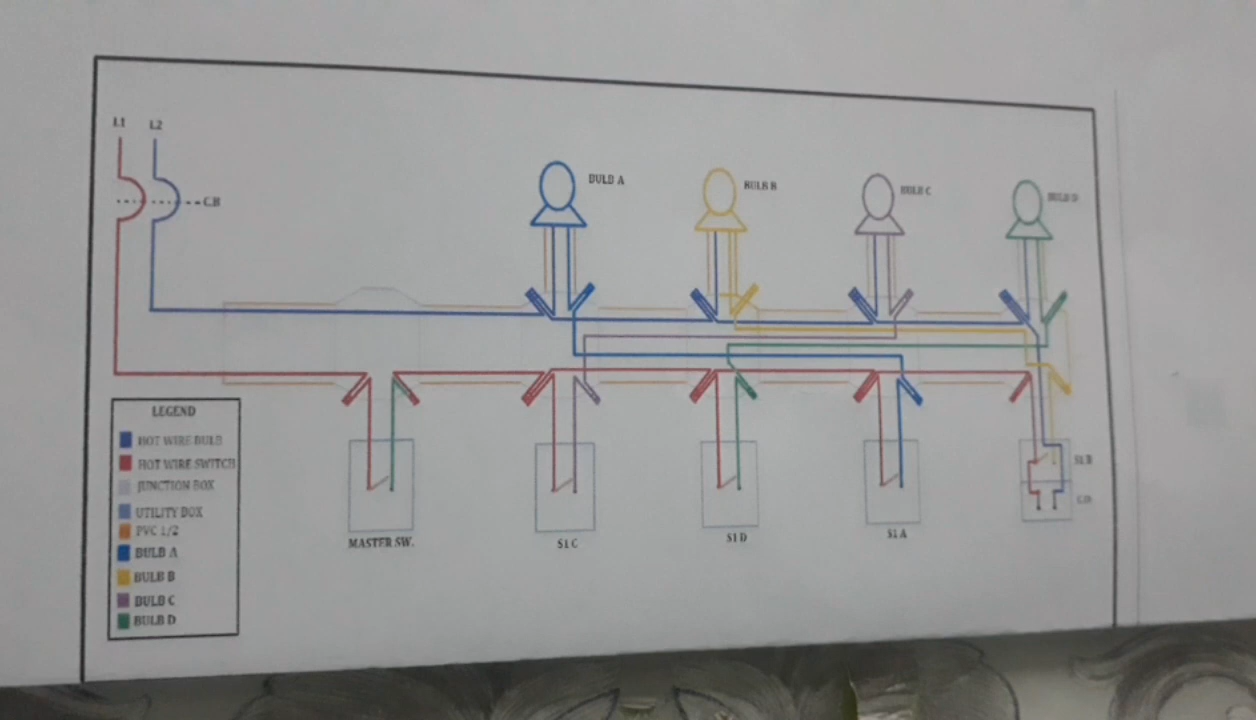 L1 L2
C.B
BULB A
BULB B
BULB C
BULB D
LEGEND
HOT WIRE BULB
HOT WIRE SWITCH
JUNCTION BOX
UTILITY BOX
PVC 1/2
BULB A
BULB B
BULB C
BULB D
MASTER SW.
S1 C
S1 D
S1 A
S1 B
C.O